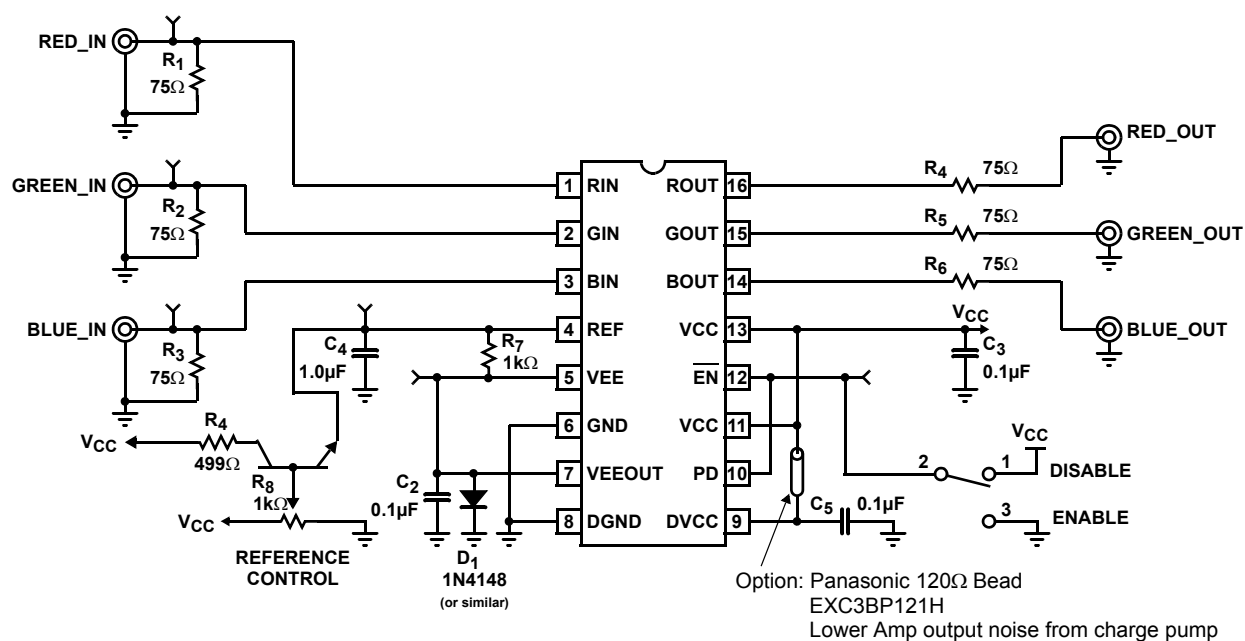 RED_IN
R1
75Ω
GREEN_IN
R2
75Ω
BLUE_IN
R3
75Ω
1 RIN
2 GIN
3 BIN
4 REF
5 VEE
6 GND
7 VEEOUT
8 DGND
ROUT 16
GOUT 15
BOUT 14
VCC 13
EN 12
VCC 11
PD 10
DVCC 9
R4 75Ω
RED_OUT
R5 75Ω
GREEN_OUT
R6 75Ω
BLUE_OUT
VCC
C3
0.1µF
C4
1.0µF
R7
1kΩ
R4
VCC
499Ω
R8
1kΩ
VCC
REFERENCE
CONTROL
C2
0.1µF
D1
1N4148
(or similar)
C5 0.1µF
VCC
2 1
DISABLE
3
ENABLE
Option: Panasonic 120Ω Bead
EXC3BP121H
Lower Amp output noise from charge pump